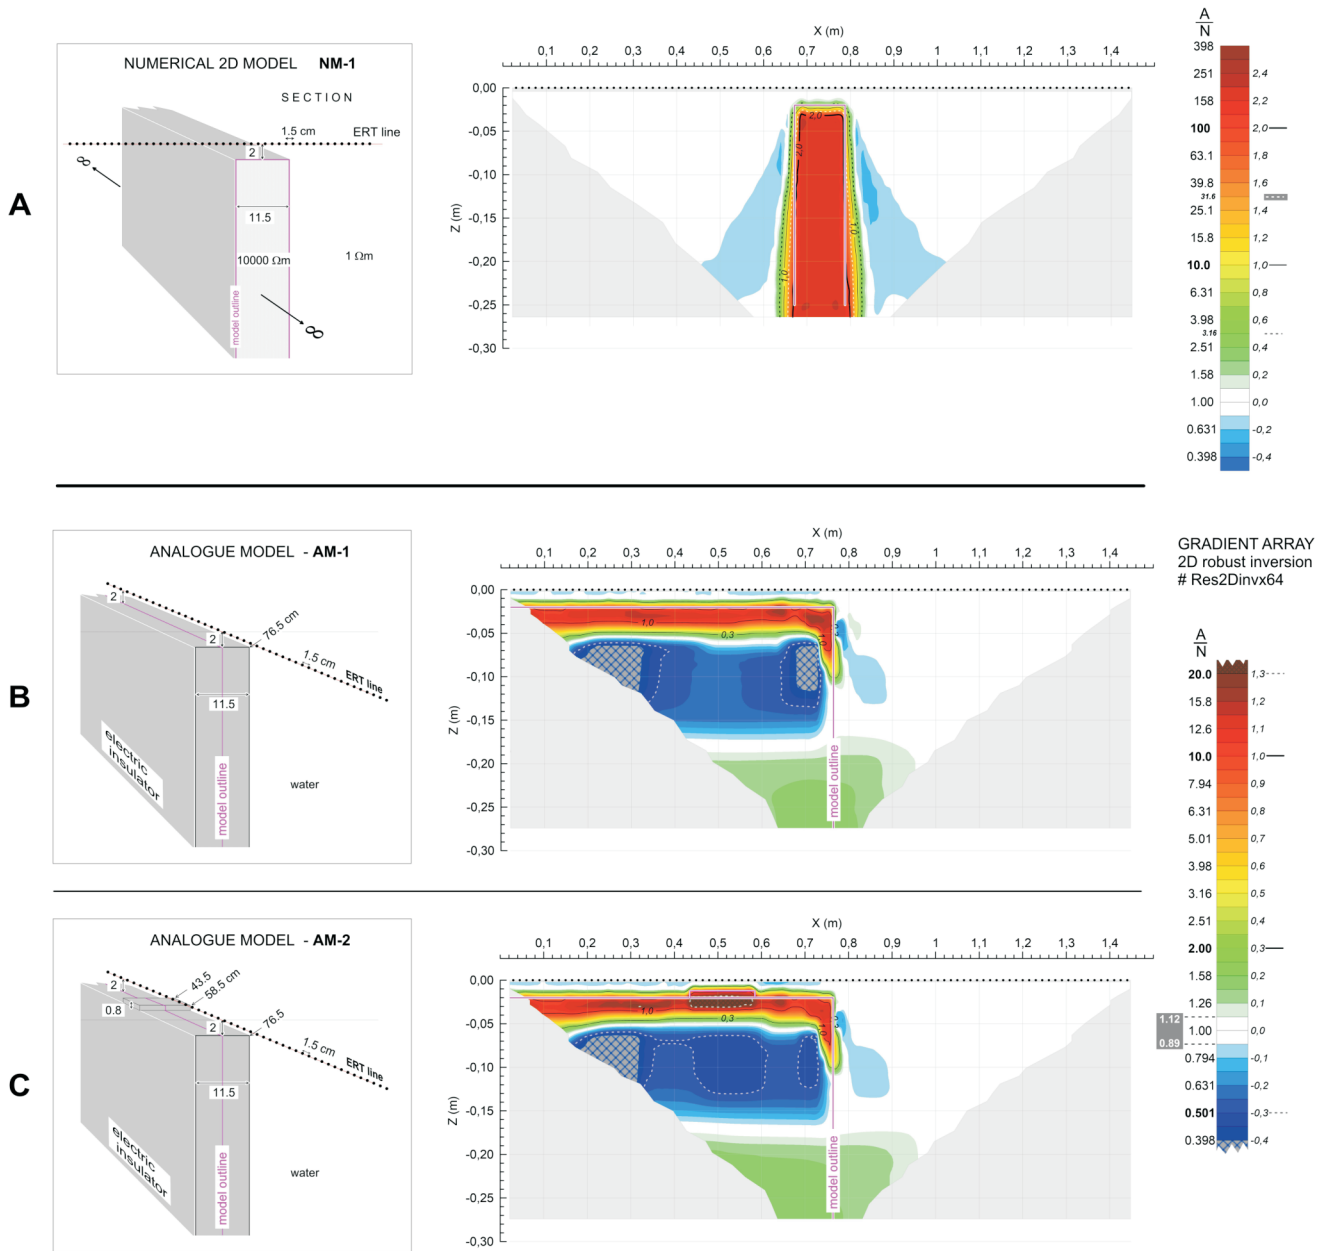 A
NUMERICAL 2D MODEL NM-1
SECTION
1.5 cm
ERT line
2
8
11.5
10000 Ωm
1 Ωm
model outline
8
X (m)
0,1 0,2 0,3 0,4 0,5 0,6 0,7 0,8 0,9 1 1,1 1,2 1,3 1,4
Z (m)
0,00
-0,05
-0,10
-0,15
-0,20
-0,25
-0,30
2,0
2,0
1,0
1,0
A
N
398
251 2,4
158 2,2
100 2,0
63.1 1,8
39.8 1,6
31.6
25.1 1,4
15.8 1,2
10.0 1,0
6.31 0,8
3.98 0,6
3.16
2.51 0,4
1.58 0,2
1.00 0,0
0.631 -0,2
0.398 -0,4
B
ANALOGUE MODEL - AM-1
2
2
76.5 cm
1.5 cm
ERT line
11.5
electric
insulator
model outline
water
X (m)
0,1 0,2 0,3 0,4 0,5 0,6 0,7 0,8 0,9 1 1,1 1,2 1,3 1,4
Z (m)
0,00
-0,05
-0,10
-0,15
-0,20
-0,25
-0,30
1,0
0,3
1,0
model outline
GRADIENT ARRAY
2D robust inversion
# Res2Dinvx64
A
N
20.0 1,3
15.8 1,2
12.6 1,1
10.0 1,0
7.94 0,9
6.31 0,8
5.01 0,7
3.98 0,6
3.16 0,5
2.51 0,4
2.00 0,3
1.58 0,2
1.26 0,1
1.12
1.00 0,0
0.89
0.794 -0,1
0.631 -0,2
0.501 -0,3
0.398 -0,4
C
ANALOGUE MODEL - AM-2
2
0.8
43.5
58.5 cm
2
76.5
1.5 cm
ERT line
11.5
electric
insulator
model outline
water
X (m)
0,1 0,2 0,3 0,4 0,5 0,6 0,7 0,8 0,9 1 1,1 1,2 1,3 1,4
Z (m)
0,00
-0,05
-0,10
-0,15
-0,20
-0,25
-0,30
1,0
0,3
1,0
model outline